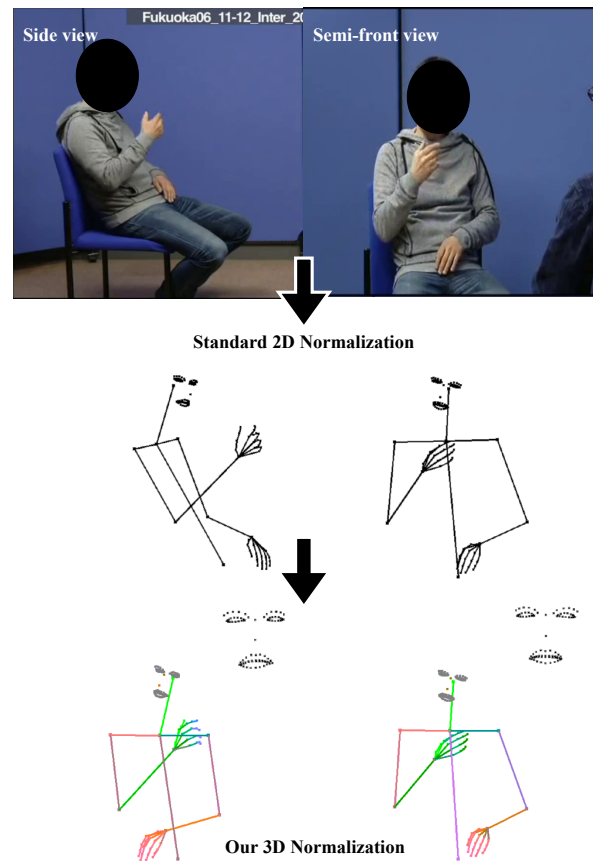 Fukuoka06_11-12_Inter_20
Side view
Semi-front view
Standard 2D Normalization
Our 3D Normalization